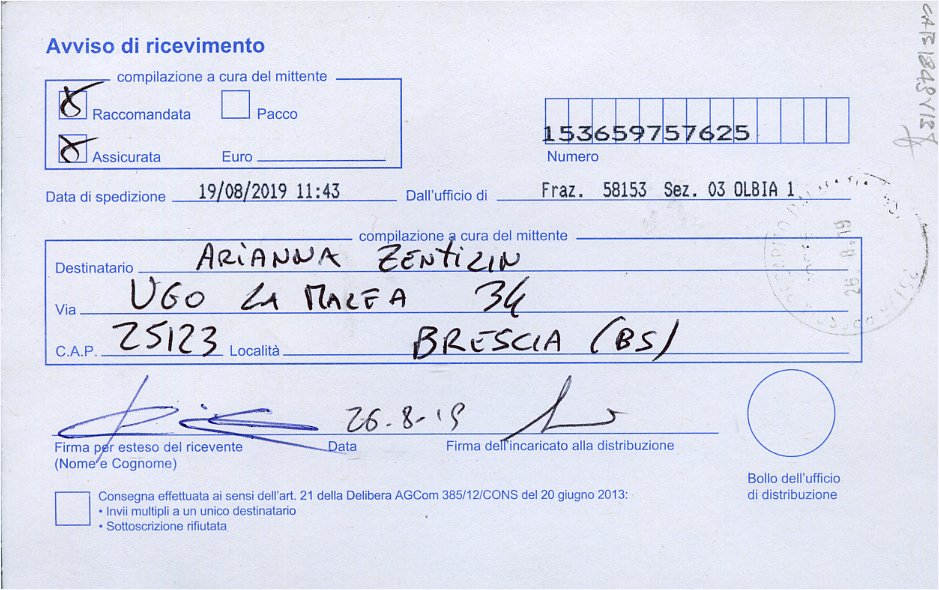 Avviso di ricevimento
compilazione a cura del mittente
Raccomandata Pacco
Assicurata Euro
153659757625
Numero
Data di spedizione 19/08/2019 11:43 Dall'ufficio di Fraz. 58153 Sez. 03 OLBIA 1
compilazione a cura del mittente
Destinatario ARIANNA ZENTILIN
Via UGO LA MALFA 34
C.A.P. 25123 Località BRESCIA (BS)
26.8.19
26-8-19
Firma per esteso del ricevente Data Firma dell'incaricato alla distribuzione
(Nome e Cognome)
Bollo dell'ufficio
di distribuzione
Consegna effettuata ai sensi dell'art. 21 della Delibera AGCom 385/12/CONS del 20 giugno 2013:
• Invii multipli a un unico destinatario
• Sottoscrizione rifiutata